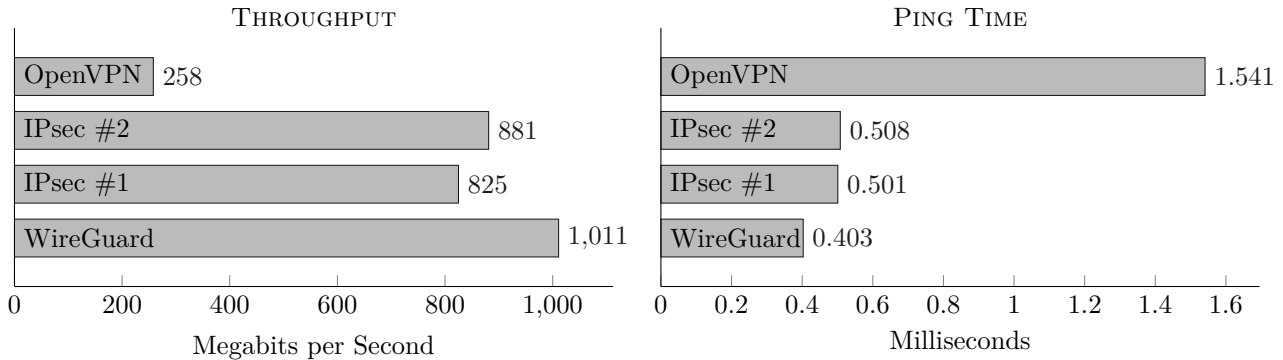 THROUGHPUT
OpenVPN 258
IPsec #2 881
IPsec #1 825
WireGuard 1,011
0 200 400 600 800 1,000
Megabits per Second
PING TIME
OpenVPN 1.541
IPsec #2 0.508
IPsec #1 0.501
WireGuard 0.403
0 0.2 0.4 0.6 0.8 1 1.2 1.4 1.6
Milliseconds